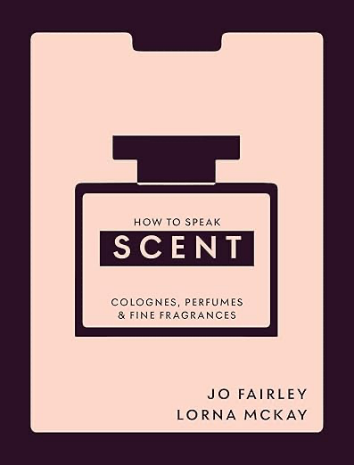 HOW TO SPEAK
SCENT
COLOGNES, PERFUMES
& FINE FRAGRANCES
JO FAIRLEY
LORNA MCKAY